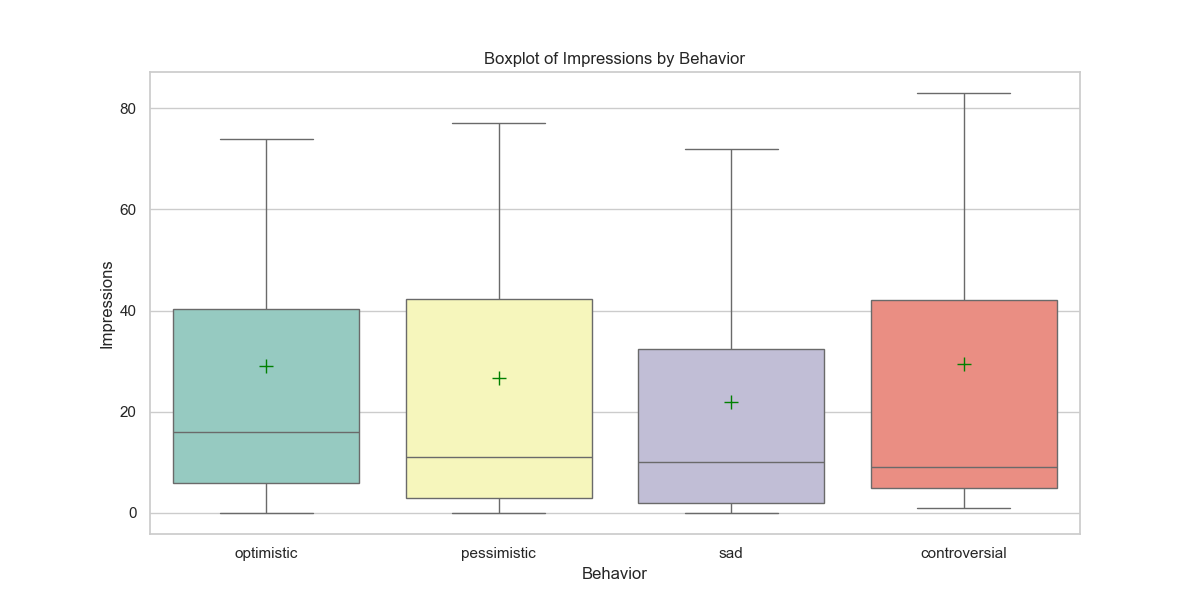 Boxplot of Impressions by Behavior
80
60
40
20
0
Impressions
optimistic
pessimistic
sad
controversial
Behavior